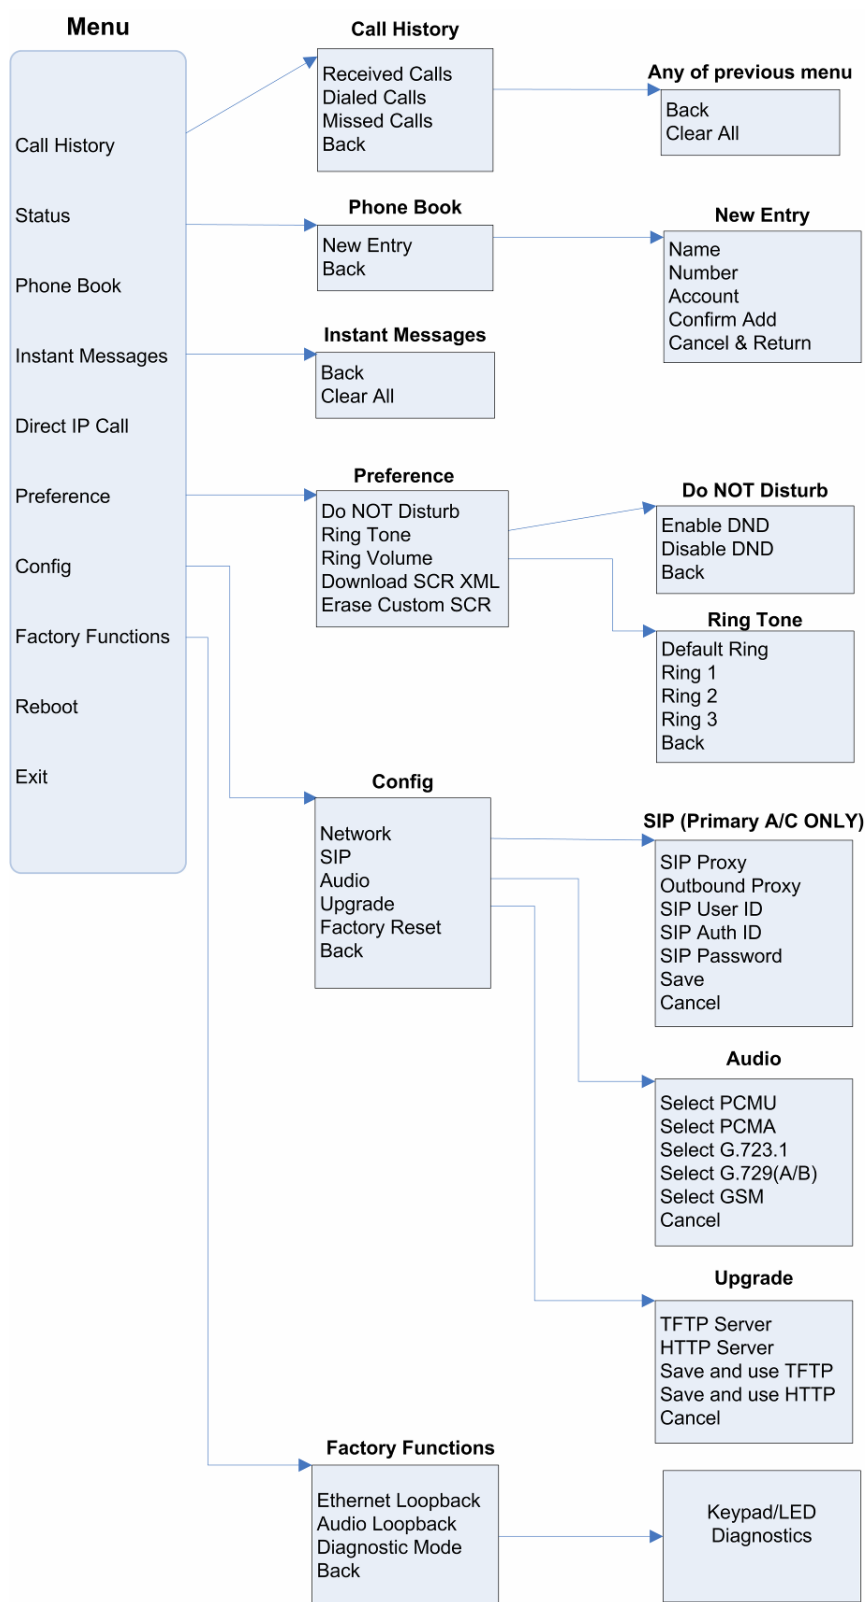 Menu
Call History
Status
Phone Book
Instant Messages
Direct IP Call
Preference
Config
Factory Functions
Reboot
Exit
Call History
Received Calls
Dialed Calls
Missed Calls
Back
Any of previous menu
Back
Clear All
Phone Book
New Entry
Back
New Entry
Name
Number
Account
Confirm Add
Cancel & Return
Instant Messages
Back
Clear All
Preference
Do NOT Disturb
Ring Tone
Ring Volume
Download SCR XML
Erase Custom SCR
Do NOT Disturb
Enable DND
Disable DND
Back
Ring Tone
Default Ring
Ring 1
Ring 2
Ring 3
Back
Config
Network
SIP
Audio
Upgrade
Factory Reset
Back
SIP (Primary A/C ONLY)
SIP Proxy
Outbound Proxy
SIP User ID
SIP Auth ID
SIP Password
Save
Cancel
Audio
Select PCMU
Select PCMA
Select G.723.1
Select G.729(A/B)
Select GSM
Cancel
Upgrade
TFTP Server
HTTP Server
Save and use TFTP
Save and use HTTP
Cancel
Factory Functions
Ethernet Loopback
Audio Loopback
Diagnostic Mode
Back
Keypad/LED
Diagnostics